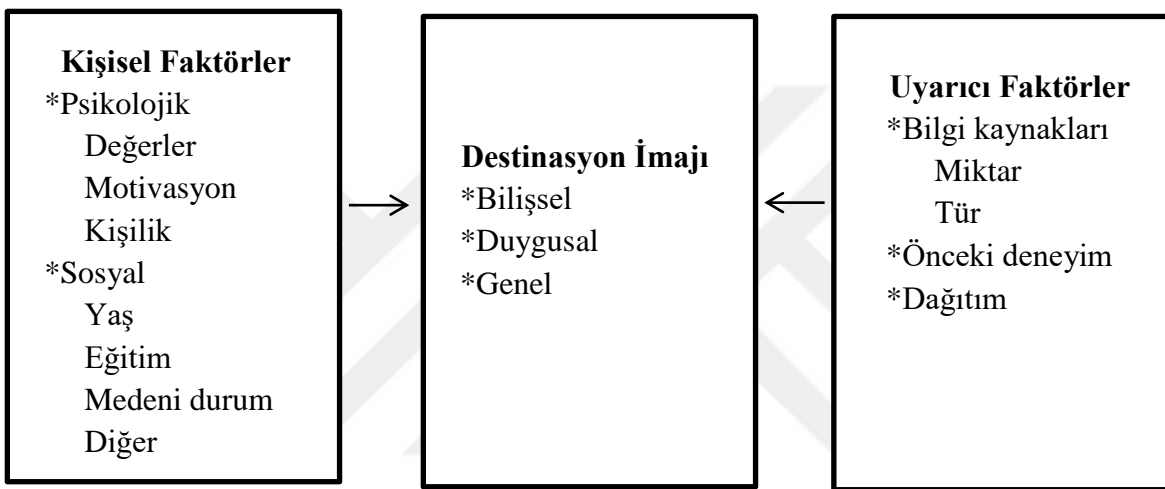 Kişisel Faktörler
*Psikolojik
Değerler
Motivasyon
Kişilik
*Sosyal
Yaş
Eğitim
Medeni durum
Diğer
Destinasyon İmajı
*Bilişsel
*Duygusal
*Genel
Uyarıcı Faktörler
*Bilgi kaynakları
Miktar
Tür
*Önceki deneyim
*Dağıtım